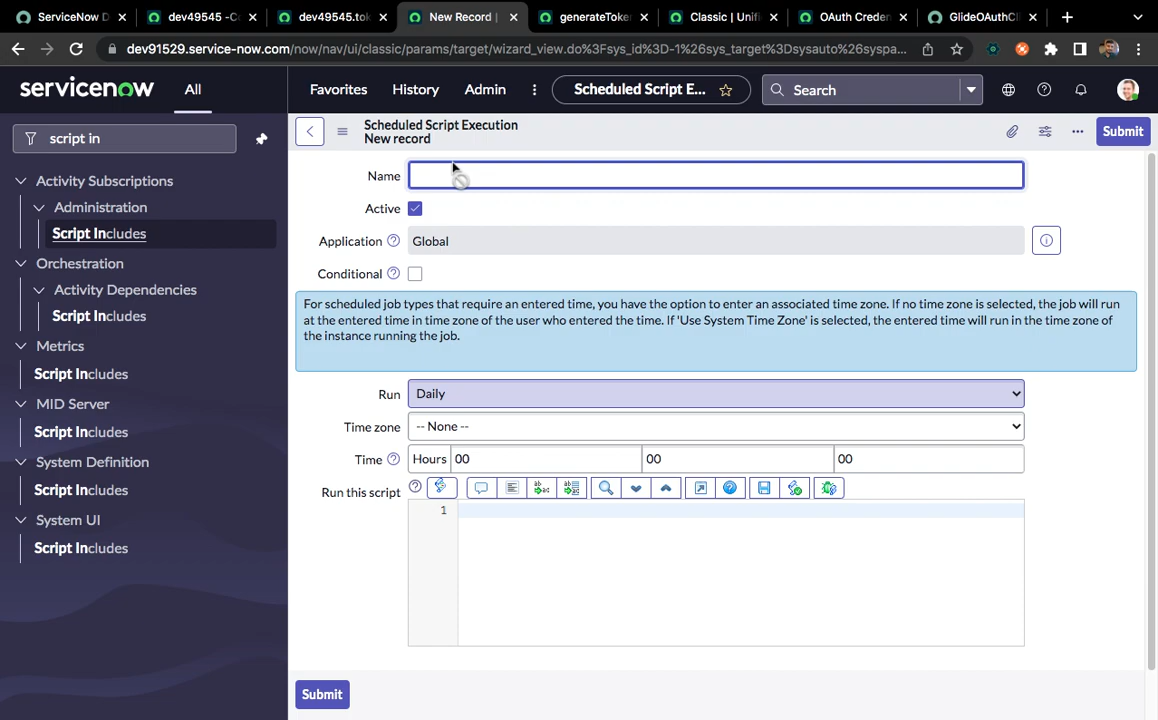 ServiceNow D
dev49545 -Co
dev49545.tok
New Record |
generateToke
Classic | Unifi
OAuth Creden
GlideOAuthCl
dev91529.service-now.com/now/nav/ui/classic/params/target/wizard_view.do%3Fsys_id%3D-1%26sys_target%3Dsysauto%26syspa...
servicenow
All
Favorites
History
Admin
Scheduled Script E...
Search
script in
Scheduled Script Execution
New record
Submit
Activity Subscriptions
Administration
Script Includes
Orchestration
Activity Dependencies
Script Includes
Metrics
Script Includes
MID Server
Script Includes
System Definition
Script Includes
System UI
Script Includes
Name
Active
Application
Global
Conditional
For scheduled job types that require an entered time, you have the option to enter an associated time zone. If no time zone is selected, the job will run
at the entered time in time zone of the user who entered the time. If 'Use System Time Zone' is selected, the entered time will run in the time zone of
the instance running the job.
Run
Daily
Time zone
-- None --
Time
Hours
00
00
00
Run this script
1
Submit